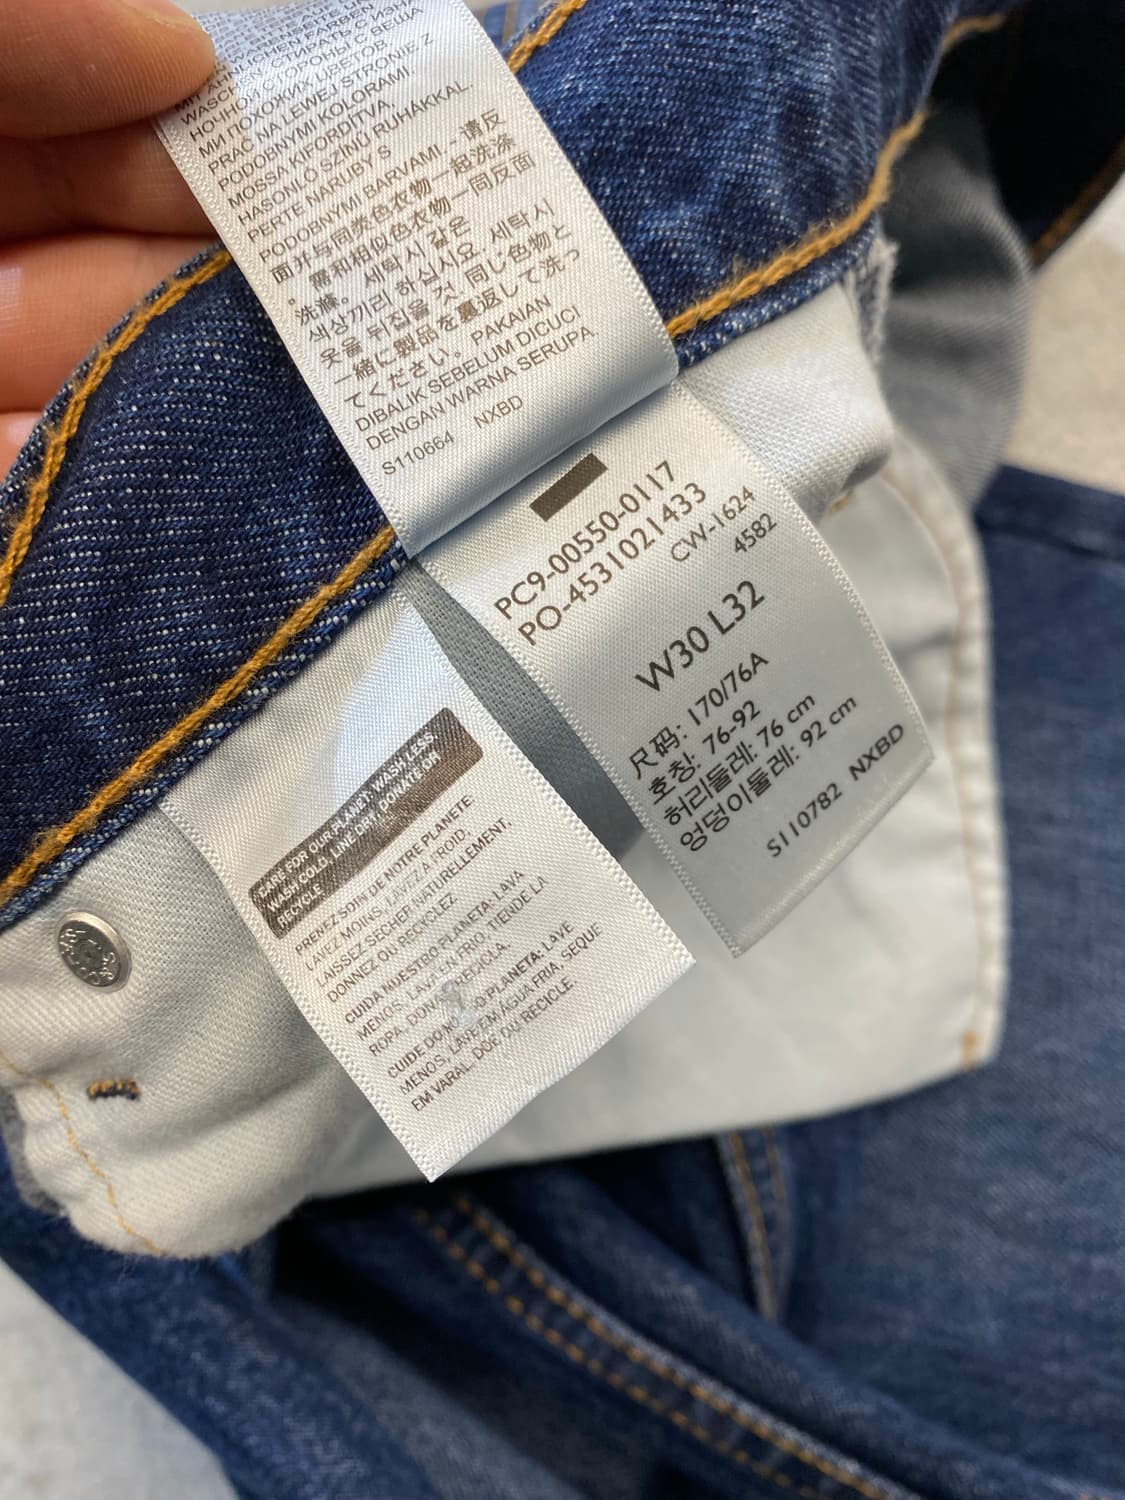 WASCHEN
НОЧНОЙ СТОРОНЫ С ВЕЩА
МИ ПОХОЖИХ ЦВЕТОВ
PRAĆ NA LEWEJ STRONIE Z
PODOBNYMI KOLORAMI.
MOSSA KIFORDÍTVA,
HASONLÓ SZÍNŰ RUHÁKKAL.
PERTE NARUBY S
PODOBNÝMI BARVAMI. - 请反
面并与同类色衣物一起洗涤
。需和相似色衣物一同反面
洗滌。세탁시 같은
색상끼리 하십시요. 세탁시
옷을 뒤집을 것. 同じ色物と
一緒に製品を裏返して洗っ
てください。PAKAIAN
DIBALIK SEBELUM DICUCI
DENGAN WARNA SERUPA
S110664 NXBD
PC9-00550-0117
PO-4531021433
CW-1624
4582
W30 L32
尺码: 170/76A
호칭: 76-92
허리둘레: 76 cm
엉덩이둘레: 92 cm
S110782 NXBD
CARE FOR OUR PLANET: WASH LESS,
WASH COLD, LINE DRY, DONATE OR
RECYCLE
PRENEZ SOIN DE NOTRE PLANETE:
LAVEZ MOINS, LAVEZ A FROID,
LAISSEZ SECHER NATURELLEMENT,
DONNEZ OU RECYCLEZ
CUIDA NUESTRO PLANETA: LAVA
MENOS, LAVA EN FRIO, TIENDE LA
ROPA, DONA RECICLA.
CUIDE DO PLANETA: LAVE
MENOS, LAVE EM AGUA FRIA, SEQUE
EM VARAL, DOE OU RECICLE.